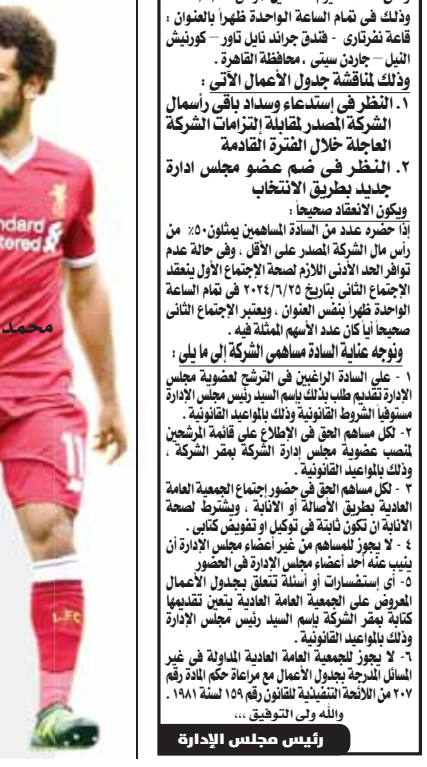 وذلك فى تمام الساعة الواحدة ظهراً بالعنوان :
قاعة نفرتارى - فندق جراند نايل تاور – كورنيش
النيل – جاردن سيتى ، محافظة القاهرة .
وذلك لمناقشة جدول الأعمال الآتى :
١. النظر فى إستدعاء وسداد باقى رأسمال
الشركة المصدر لمقابلة إلتزامات الشركة
العاجلة خلال الفترة القادمة
٢. النظر فى ضم عضو مجلس ادارة
جديد بطريق الانتخاب
ويكون الانعقاد صحيحاً :
إذا حضره عدد من السادة المساهمين يمثلون٥٠٪ من
رأس مال الشركة المصدر على الأقل ، وفى حالة عدم
توافر الحد الأدنى اللازم لصحة الإجتماع الأول ينعقد
الإجتماع الثانى بتاريخ ٢٠٢٤/٦/٢٥ فى تمام الساعة
الواحدة ظهراً بنفس العنوان ، ويعتبر الإجتماع الثانى
صحيحاً أيا كان عدد الأسهم الممثلة فيه .
ونوجه عناية السادة مساهمى الشركة إلى ما يلى :
١ - على السادة الراغبين فى الترشح لعضوية مجلس
الإدارة تقديم طلب بذلك بإسم السيد رئيس مجلس الإدارة
مستوفياً الشروط القانونية وذلك بالمواعيد القانونية .
٢- لكل مساهم الحق فى الإطلاع على قائمة المرشحين
لمنصب عضوية مجلس إدارة الشركة بمقر الشركة ،
وذلك بالمواعيد القانونية .
٣ - لكل مساهم الحق فى حضور إجتماع الجمعية العامة
العادية بطريق الأصالة أو الانابة ، ويشترط لصحة
الانابة ان تكون ثابتة فى توكيل أو تفويض كتابى .
٤ - لا يجوز للمساهم من غير أعضاء مجلس الإدارة أن
ينيب عنه أحد أعضاء مجلس الإدارة فى الحضور
٥- أى إستفسارات أو أسئلة تتعلق بجدول الأعمال
المعروض على الجمعية العامة العادية يتعين تقديمها
كتابة بمقر الشركة بإسم السيد رئيس مجلس الإدارة
وذلك بالمواعيد القانونية .
٦- لا يجوز للجمعية العامة العادية المداولة فى غير
المسائل المدرجة بجدول الأعمال مع مراعاة حكم المادة رقم
٢٠٧ من اللائحة التنفيذية للقانون رقم ١٥٩ لسنة ١٩٨١ .
والله ولى التوفيق ،،،
رئيس مجلس الإدارة
محمد
ndard
tered
11
L.F.C